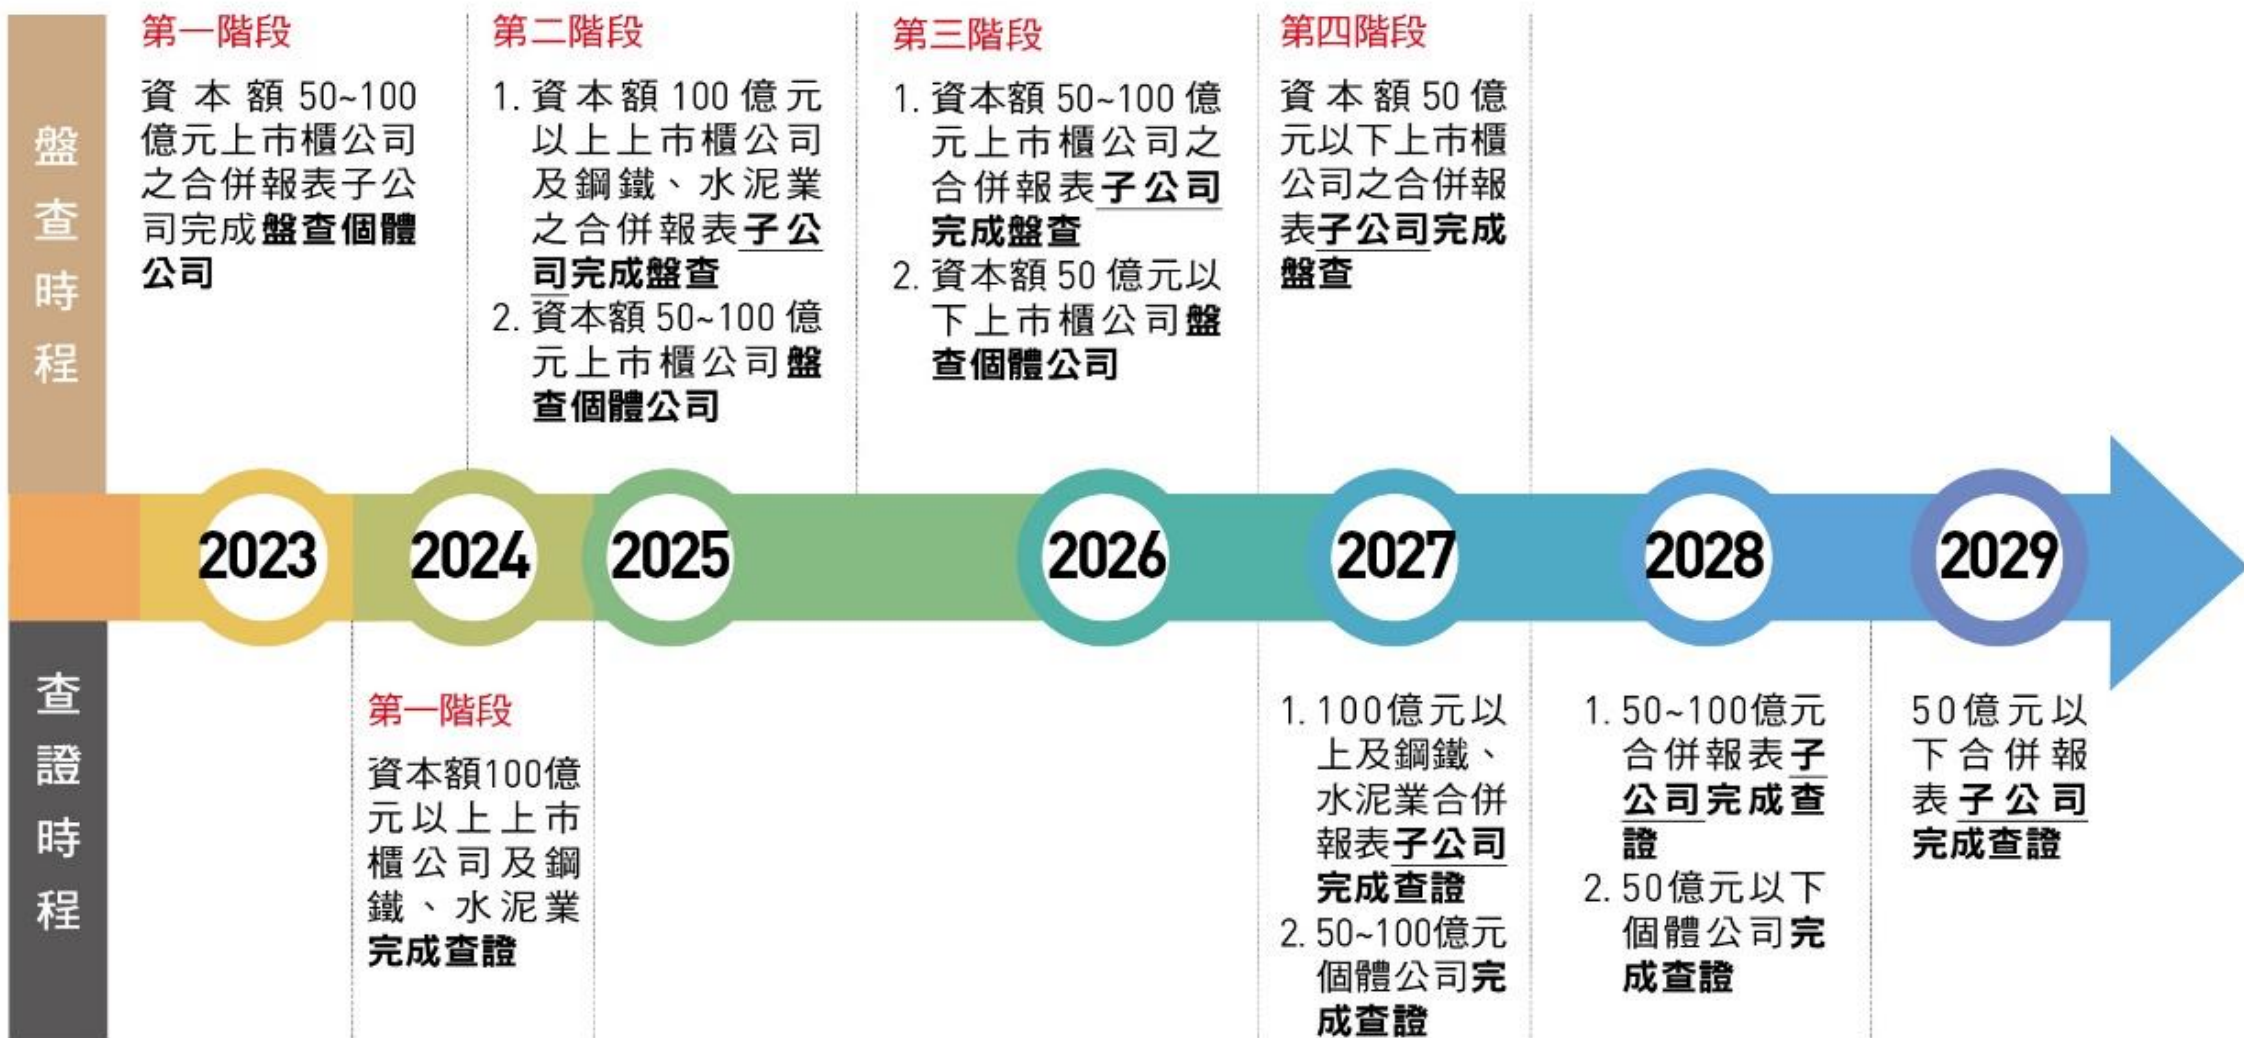 盤查時程
第一階段
資本額50~100
億元上市櫃公司
之合併報表子公
司完成盤查個體
公司
第二階段
1. 資本額100億元
以上上市櫃公司
及鋼鐵、水泥業
之合併報表子公
司完成盤查
2. 資本額50~100億
元上市櫃公司盤
查個體公司
第三階段
1. 資本額50~100億
元上市櫃公司之
合併報表子公司
完成盤查
2. 資本額50億元以
下上市櫃公司盤
查個體公司
第四階段
資本額50億
元以下上市櫃
公司之合併報
表子公司完成
盤查
2023
2024
2025
2026
2027
2028
2029
查證時程
第一階段
資本額100億
元以上上市
櫃公司及鋼
鐵、水泥業
完成查證
1. 100億元以
上及鋼鐵、
水泥業合併
報表子公司
完成查證
2. 50~100億元
個體公司完
成查證
1. 50~100億元
合併報表子
公司完成查
證
2. 50億元以下
個體公司完
成查證
50億元以
下合併報
表子公司
完成查證